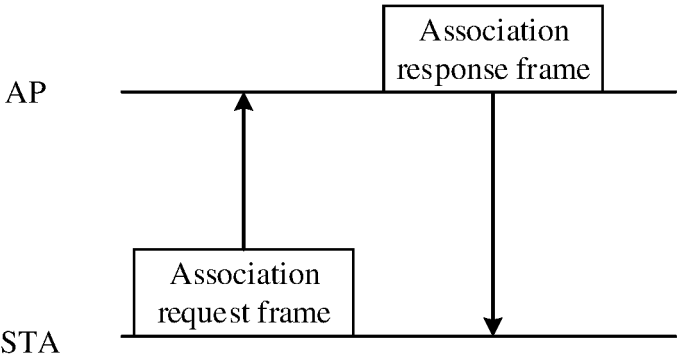 Association
response frame
AP
Association
request frame
STA